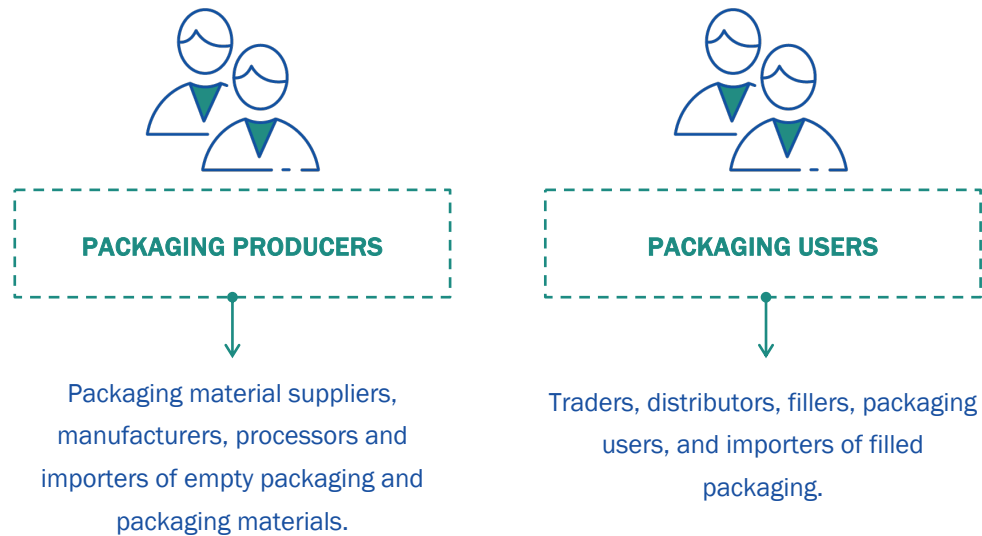 PACKAGING PRODUCERS
Packaging material suppliers,
manufacturers, processors and
importers of empty packaging and
packaging materials.
PACKAGING USERS
Traders, distributors, fillers, packaging
users, and importers of filled
packaging.